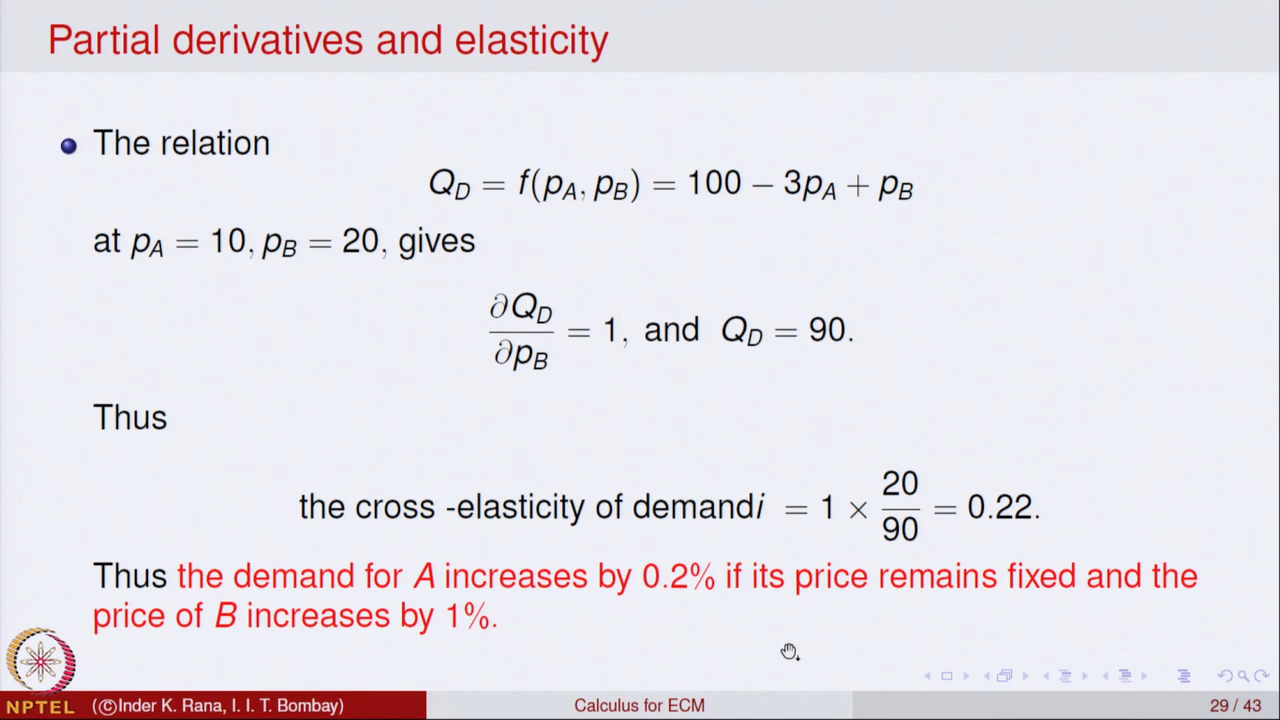 Partial derivatives and elasticity
The relation
Q_D = f(p_A, p_B) = 100 − 3p_A + p_B
at p_A = 10, p_B = 20, gives
∂Q_D/∂p_B = 1, and Q_D = 90.
Thus
the cross -elasticity of demandi = 1 × 20/90 = 0.22.
Thus the demand for A increases by 0.2% if its price remains fixed and the
price of B increases by 1%.
NPTEL (©Inder K. Rana, I. I. T. Bombay) Calculus for ECM 29 / 43